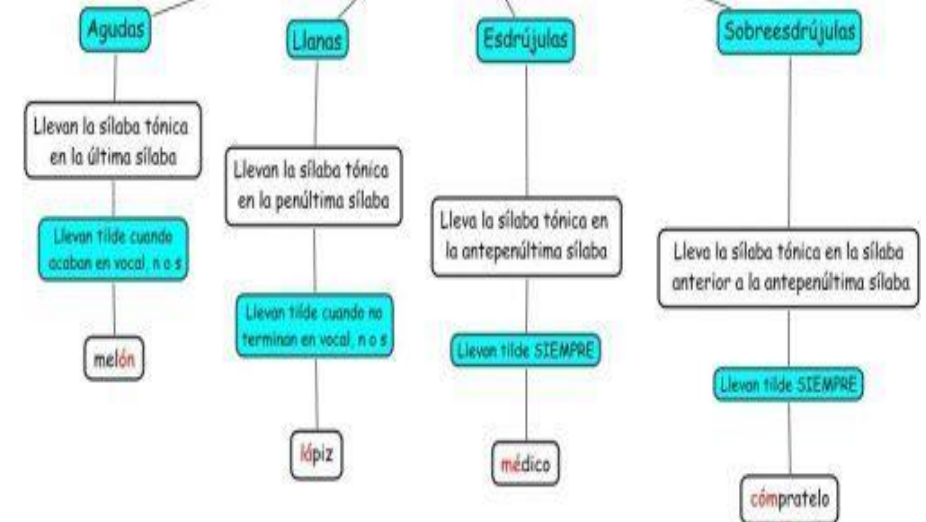 Agudas
Llevan la sílaba tónica
en la última sílaba
Llevan tilde cuando
acaban en vocal, n o s
melón
Llanas
Llevan la sílaba tónica
en la penúltima sílaba
Llevan tilde cuando no
terminan en vocal, n o s
lápiz
Esdrújulas
Lleva la sílaba tónica en
la antepenúltima sílaba
Llevan tilde SIEMPRE
médico
Sobreesdrújulas
Lleva la sílaba tónica en la sílaba
anterior a la antepenúltima sílaba
Llevan tilde SIEMPRE
cómpratelo